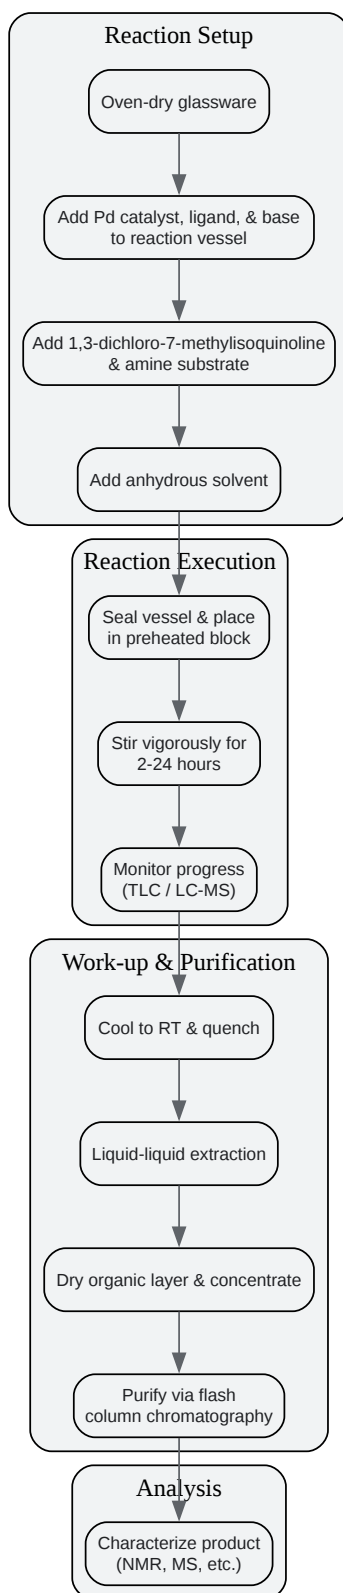 Reaction Setup
Oven-dry glassware
Add Pd catalyst, ligand, & base
to reaction vessel
Add 1,3-dichloro-7-methylisoquinoline
& amine substrate
Add anhydrous solvent
Reaction Execution
Seal vessel & place
in preheated block
Stir vigorously for
2-24 hours
Monitor progress
(TLC / LC-MS)
Work-up & Purification
Cool to RT & quench
Liquid-liquid extraction
Dry organic layer & concentrate
Purify via flash
column chromatography
Analysis
Characterize product
(NMR, MS, etc.)